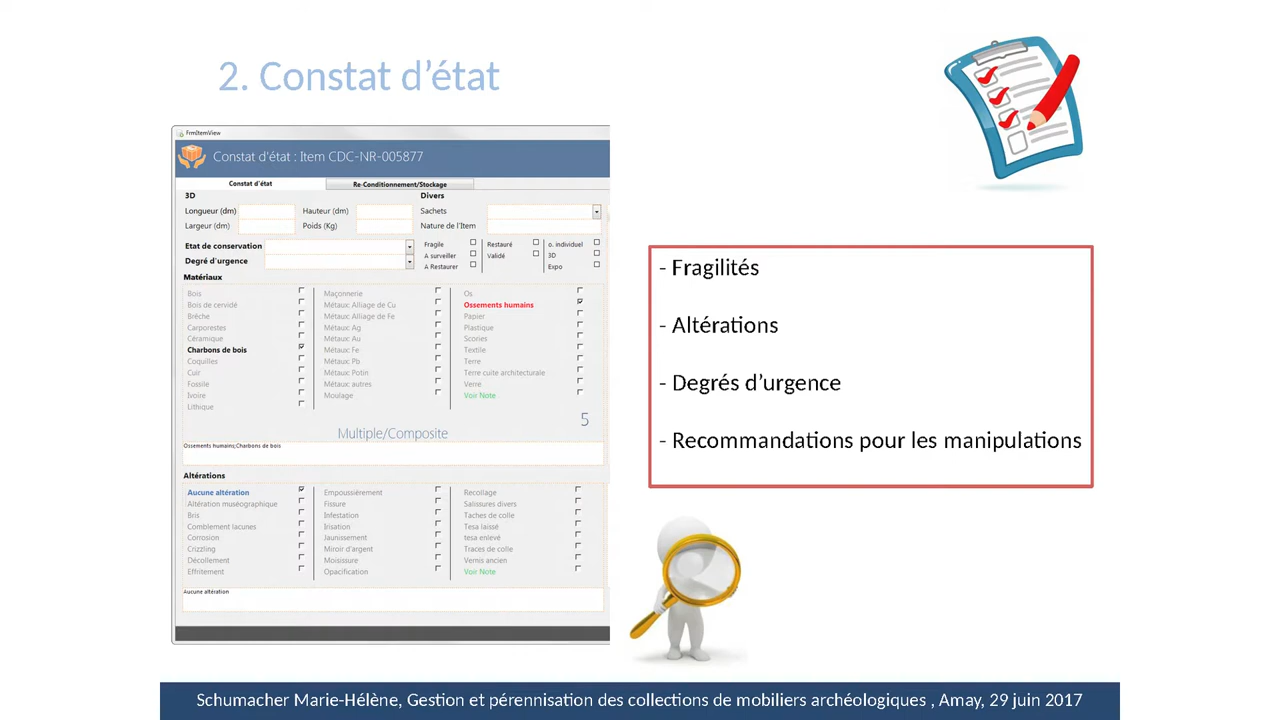 2. Constat d’état
FrmItemView
Constat d'état : Item CDC-NR-005877
Constat d'état
Re-Conditionnement/Stockage
3D
Divers
Longueur (dm)
Hauteur (dm)
Sachets
Largeur (dm)
Poids (Kg)
Nature de l'Item
Etat de conservation
Degré d'urgence
Fragile
Restauré
o. individuel
A surveiller
Validé
3D
A Restaurer
Expo
Matériaux
Bois
Bois de cervidé
Brèche
Carporestes
Céramique
Charbons de bois
Coquilles
Cuir
Fossile
Ivoire
Lithique
Maçonnerie
Métaux: Alliage de Cu
Métaux: Alliage de Fe
Métaux: Ag
Métaux: Au
Métaux: Fe
Métaux: Pb
Métaux: Potin
Métaux: autres
Moulage
Os
Ossements humains
Papier
Plastique
Scories
Textile
Terre
Terre cuite architecturale
Verre
Voir Note
5
Multiple/Composite
Ossements humains;Charbons de bois
Altérations
Aucune altération
Altération muséographique
Bris
Comblement lacunes
Corrosion
Crizzling
Décollement
Effritement
Empoussièrement
Fissure
Infestation
Irisation
Jaunissement
Miroir d'argent
Moisissure
Opacification
Recollage
Salissures divers
Taches de colle
Tesa laissé
tesa enlevé
Traces de colle
Vernis ancien
Voir Note
Aucune altération
- Fragilités
- Altérations
- Degrés d’urgence
- Recommandations pour les manipulations
Schumacher Marie-Hélène, Gestion et pérennisation des collections de mobiliers archéologiques , Amay, 29 juin 2017